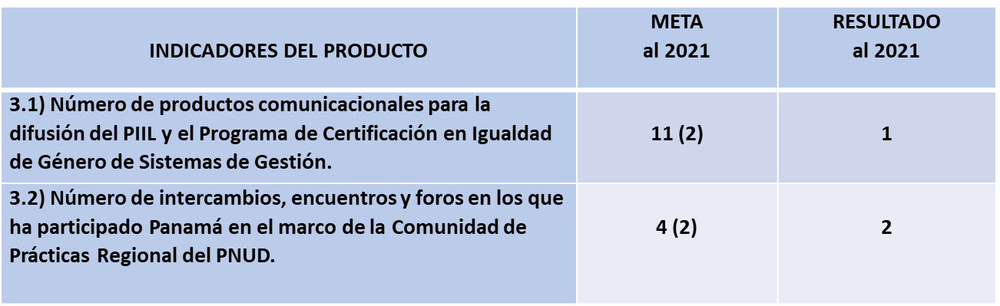 INDICADORES DEL PRODUCTO
META
al 2021
RESULTADO
al 2021
3.1) Número de productos comunicacionales para la
difusión del PIIL y el Programa de Certificación en Igualdad
de Género de Sistemas de Gestión.
11 (2)
1
3.2) Número de intercambios, encuentros y foros en los que
ha participado Panamá en el marco de la Comunidad de
Prácticas Regional del PNUD.
4 (2)
2